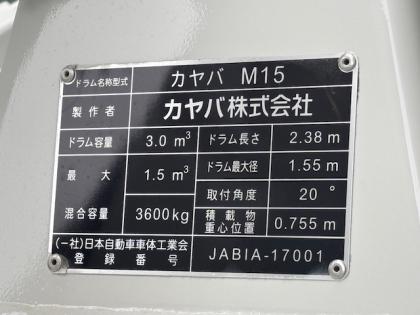 ドラム名称型式 カヤバ M15
製作者 カヤバ株式会社
ドラム容量 3.0 m³ ドラム長さ 2.38 m
最大 1.5 m³ ドラム最大径 1.55 m
取付角度 20°
混合容量 3600kg 積載物重心位置 0.755 m
(一社)日本自動車車体工業会
登録番号 JABIA-17001